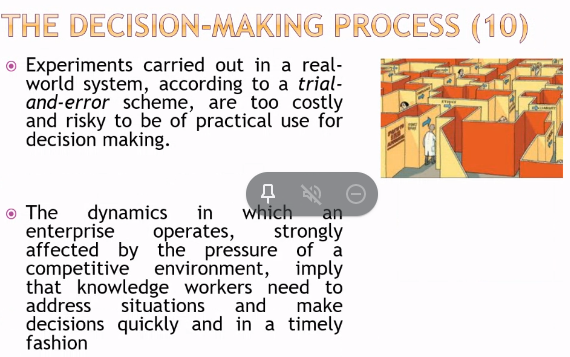 THE DECISION-MAKING PROCESS (10)
Experiments carried out in a real-
world system, according to a trial-
and-error scheme, are too costly
and risky to be of practical use for
decision making.
The dynamics in which an
enterprise operates, strongly
affected by the pressure of a
competitive environment, imply
that knowledge workers need to
address situations and make
decisions quickly and in a timely
fashion